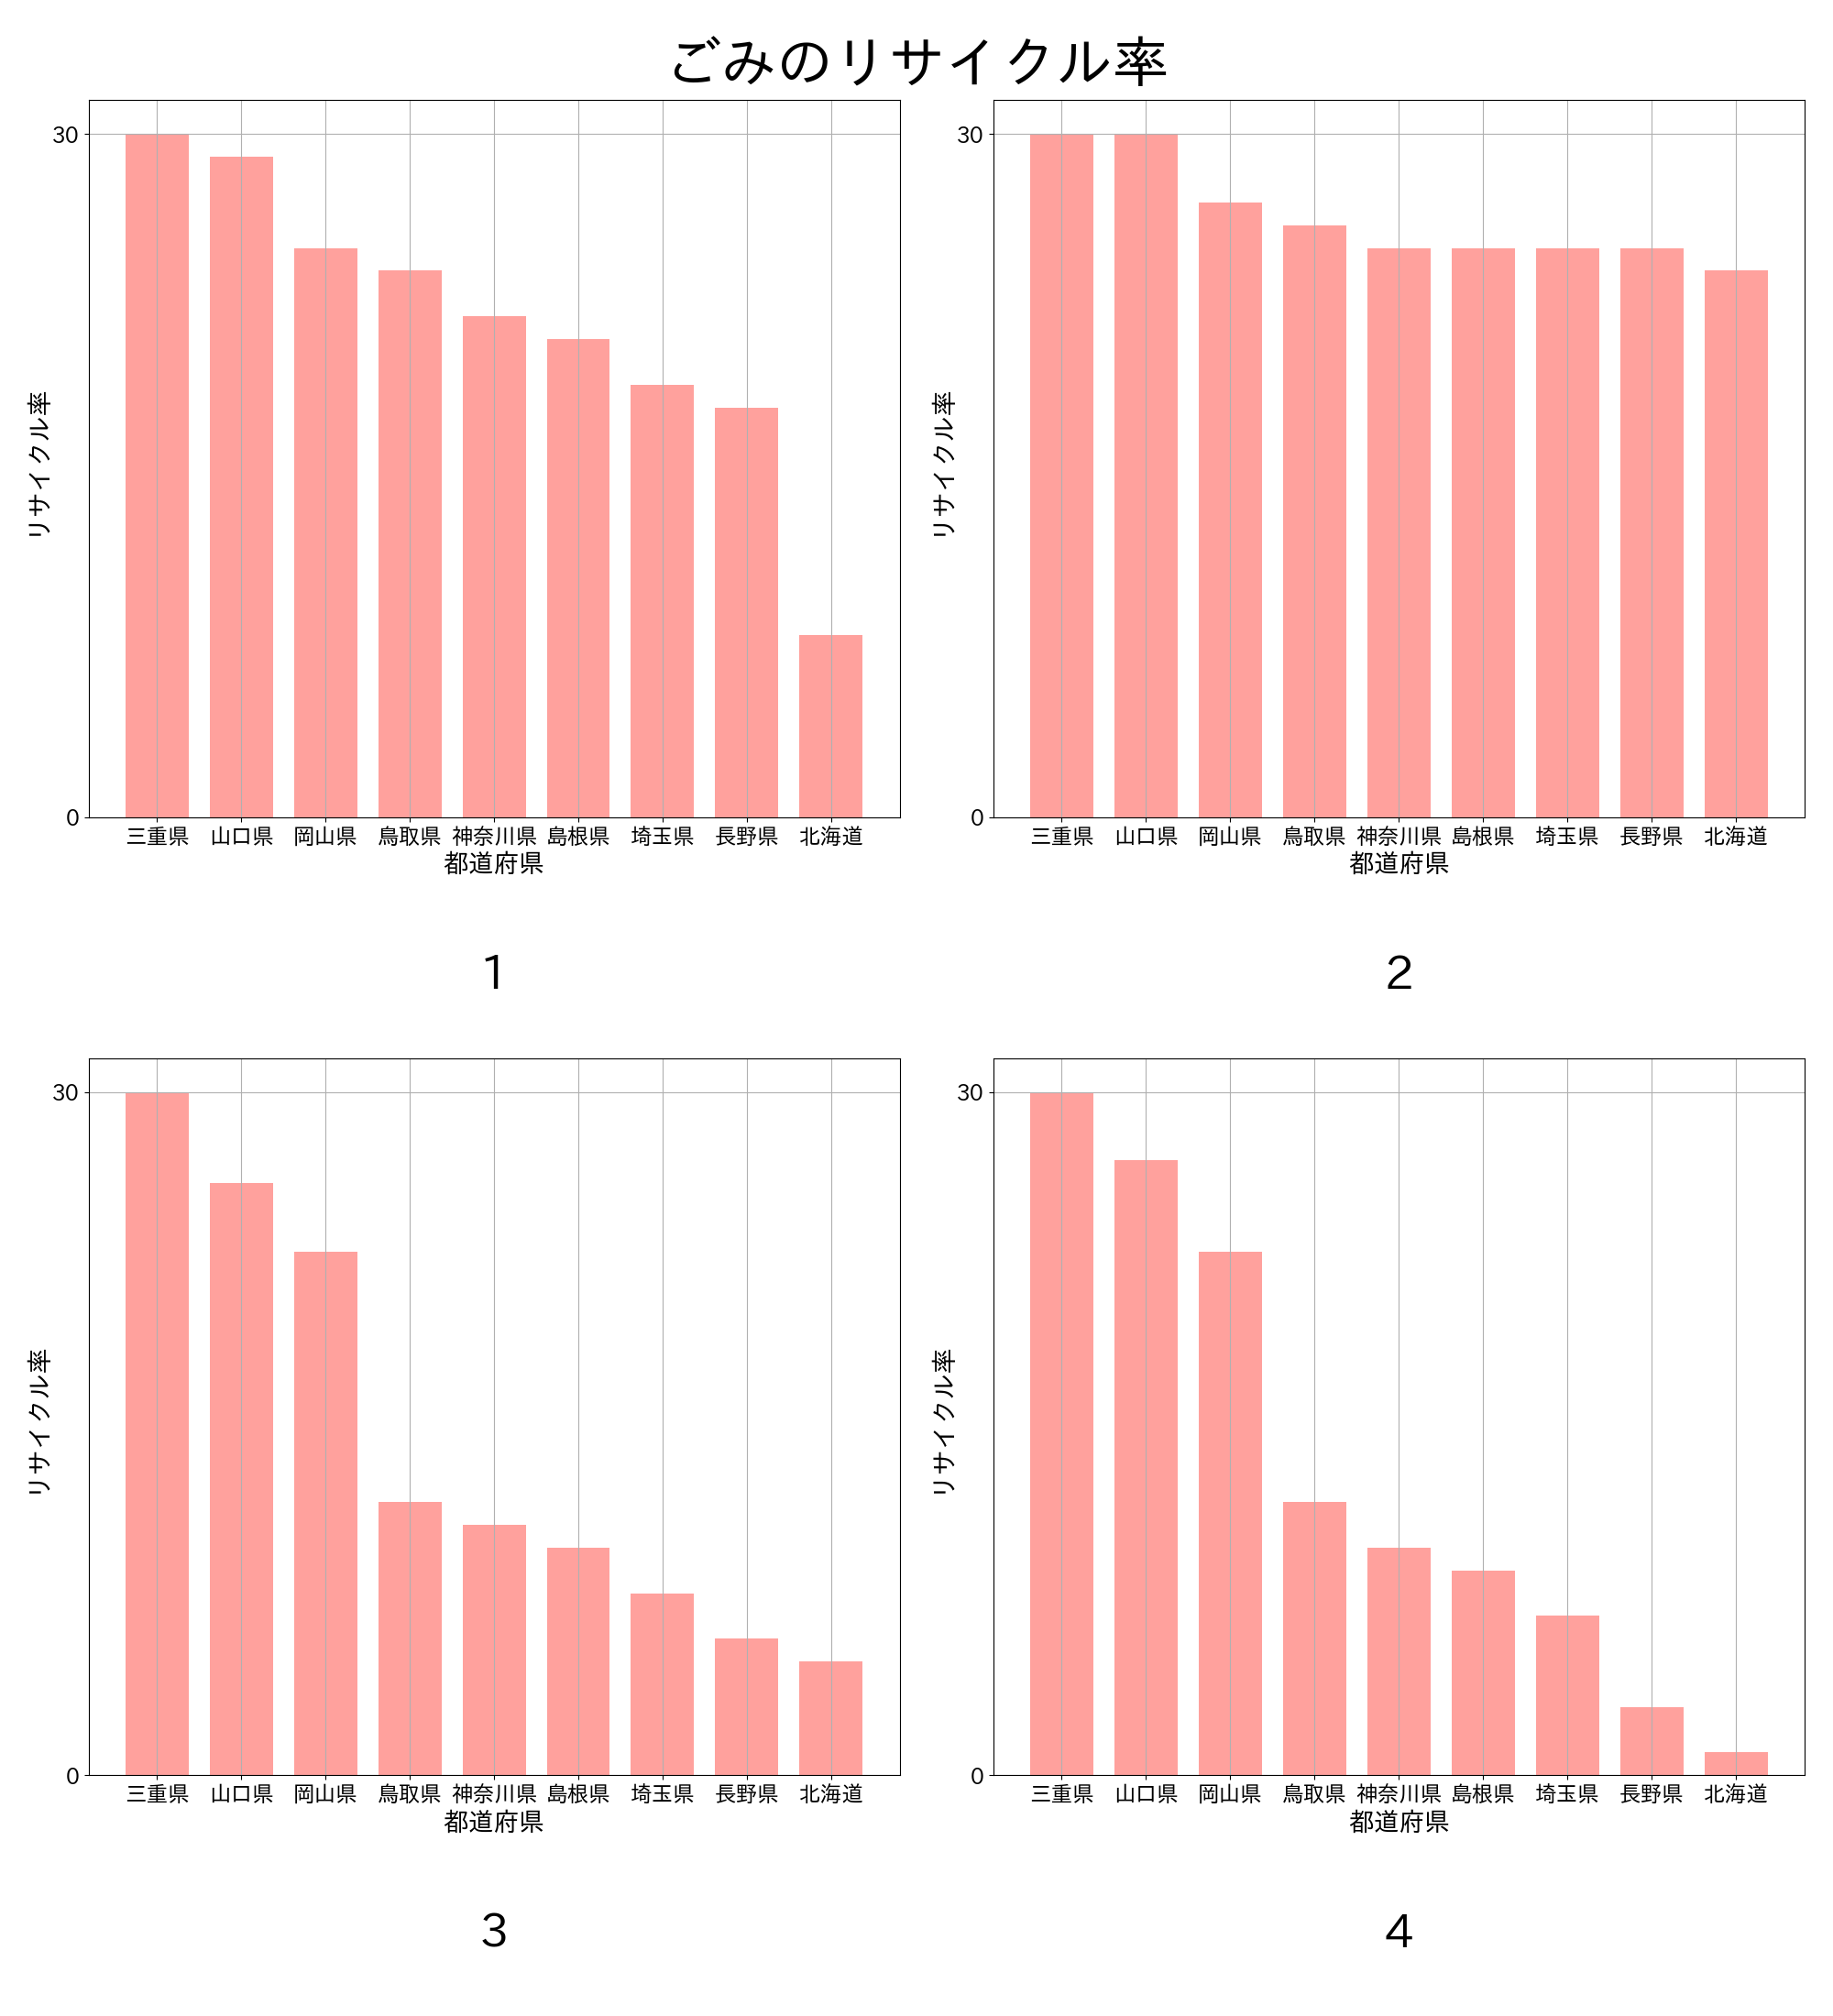 ごみのリサイクル率
30
0
リサイクル率
三重県 山口県 岡山県 鳥取県 神奈川県 島根県 埼玉県 長野県 北海道
都道府県
1
30
0
リサイクル率
三重県 山口県 岡山県 鳥取県 神奈川県 島根県 埼玉県 長野県 北海道
都道府県
2
30
0
リサイクル率
三重県 山口県 岡山県 鳥取県 神奈川県 島根県 埼玉県 長野県 北海道
都道府県
3
30
0
リサイクル率
三重県 山口県 岡山県 鳥取県 神奈川県 島根県 埼玉県 長野県 北海道
都道府県
4